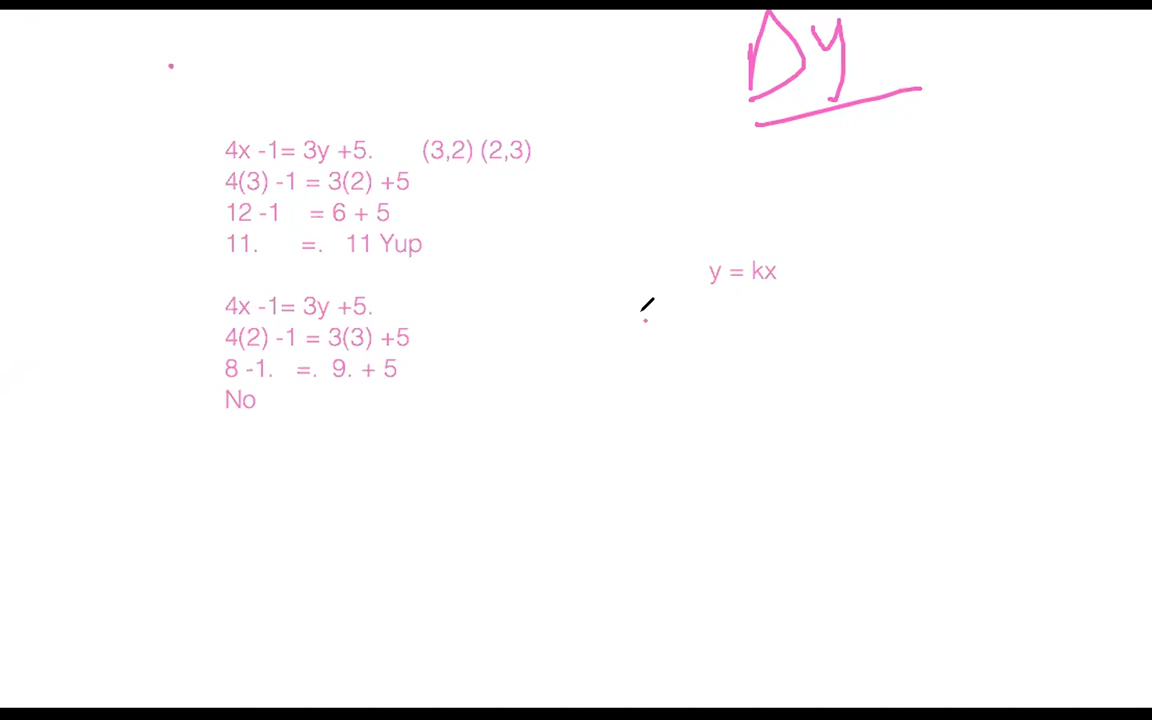 Dy
4x -1= 3y +5. (3,2) (2,3)
4(3) -1 = 3(2) +5
12 -1 = 6 + 5
11. =. 11 Yup
y = kx
4x -1= 3y +5.
4(2) -1 = 3(3) +5
8 -1. =. 9. + 5
No